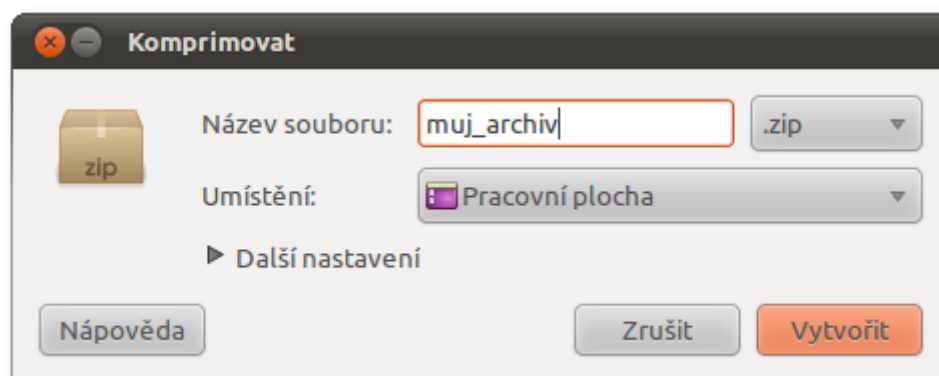 Komprimovat
Název souboru: muj_archiv .zip
zip
Umístění: Pracovní plocha
Další nastavení
Nápověda Zrušit Vytvořit